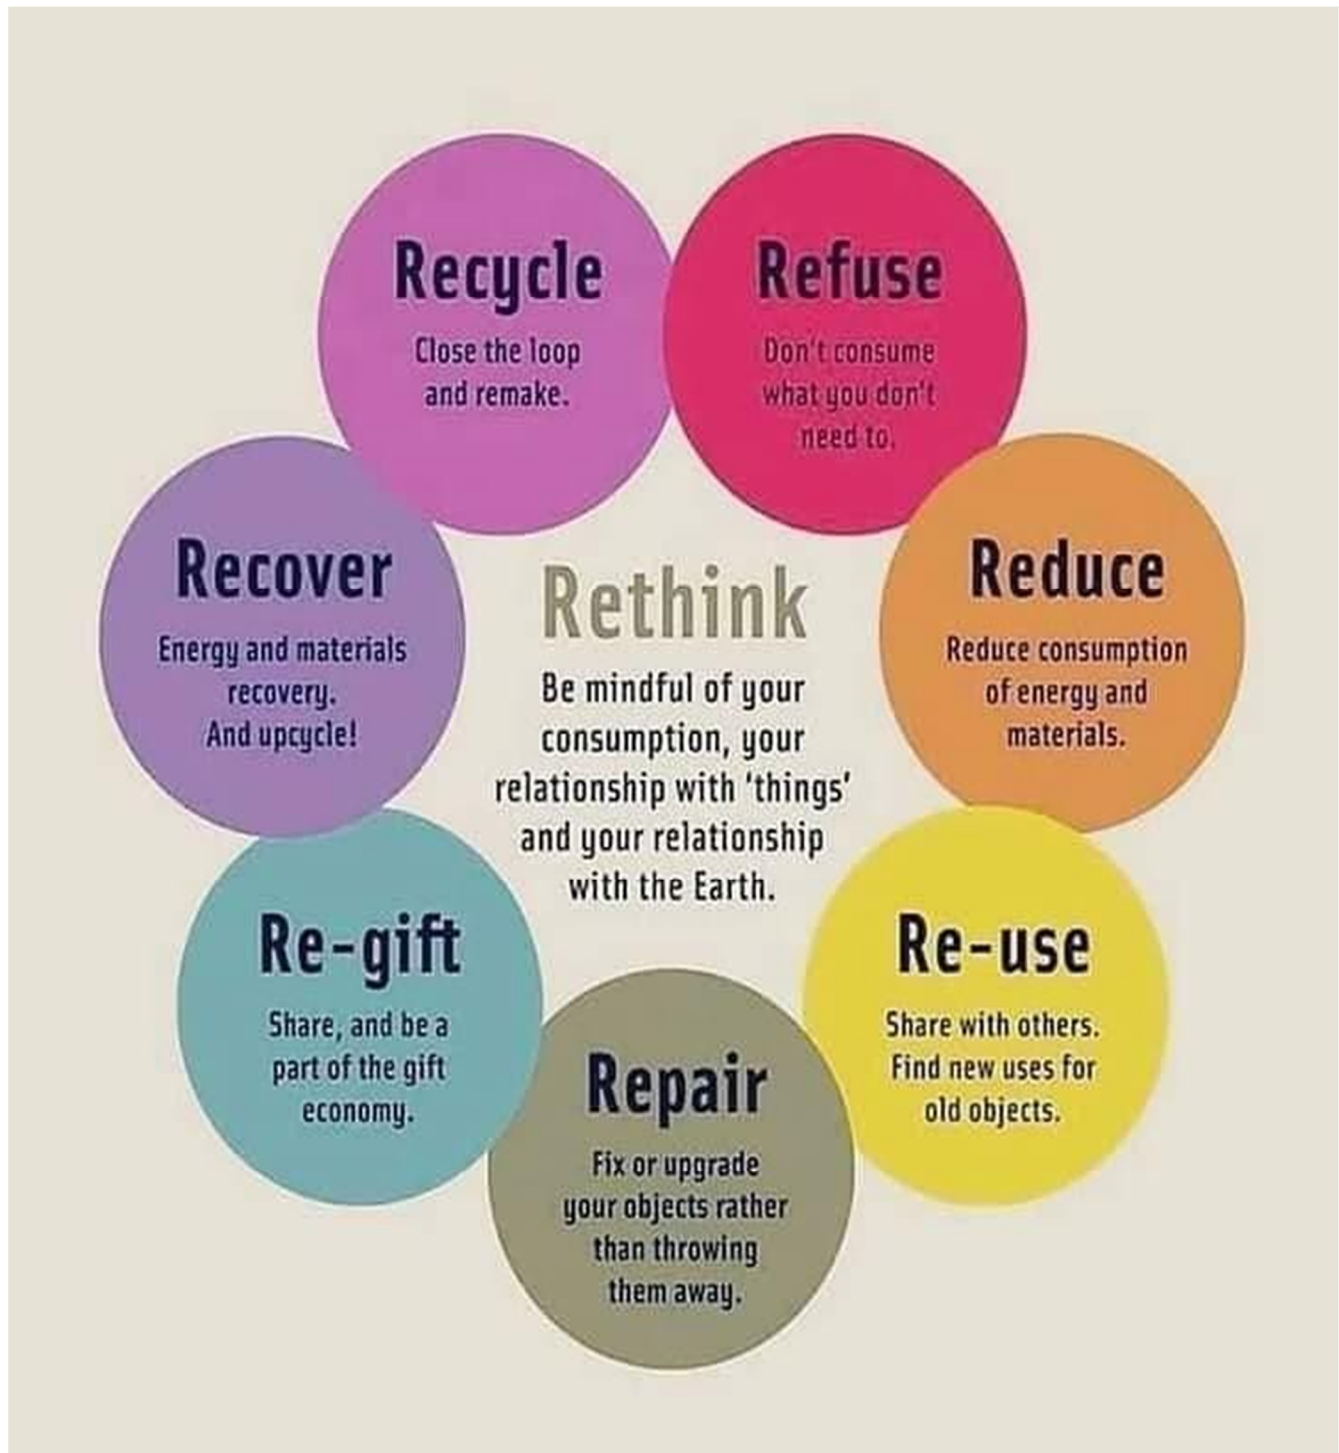 Recycle
Close the loop
and remake.
Refuse
Don't consume
what you don't
need to.
Recover
Energy and materials
recovery.
And upcycle!
Rethink
Be mindful of your
consumption, your
relationship with 'things'
and your relationship
with the Earth.
Reduce
Reduce consumption
of energy and
materials.
Re-gift
Share, and be a
part of the gift
economy.
Repair
Fix or upgrade
your objects rather
than throwing
them away.
Re-use
Share with others.
Find new uses for
old objects.